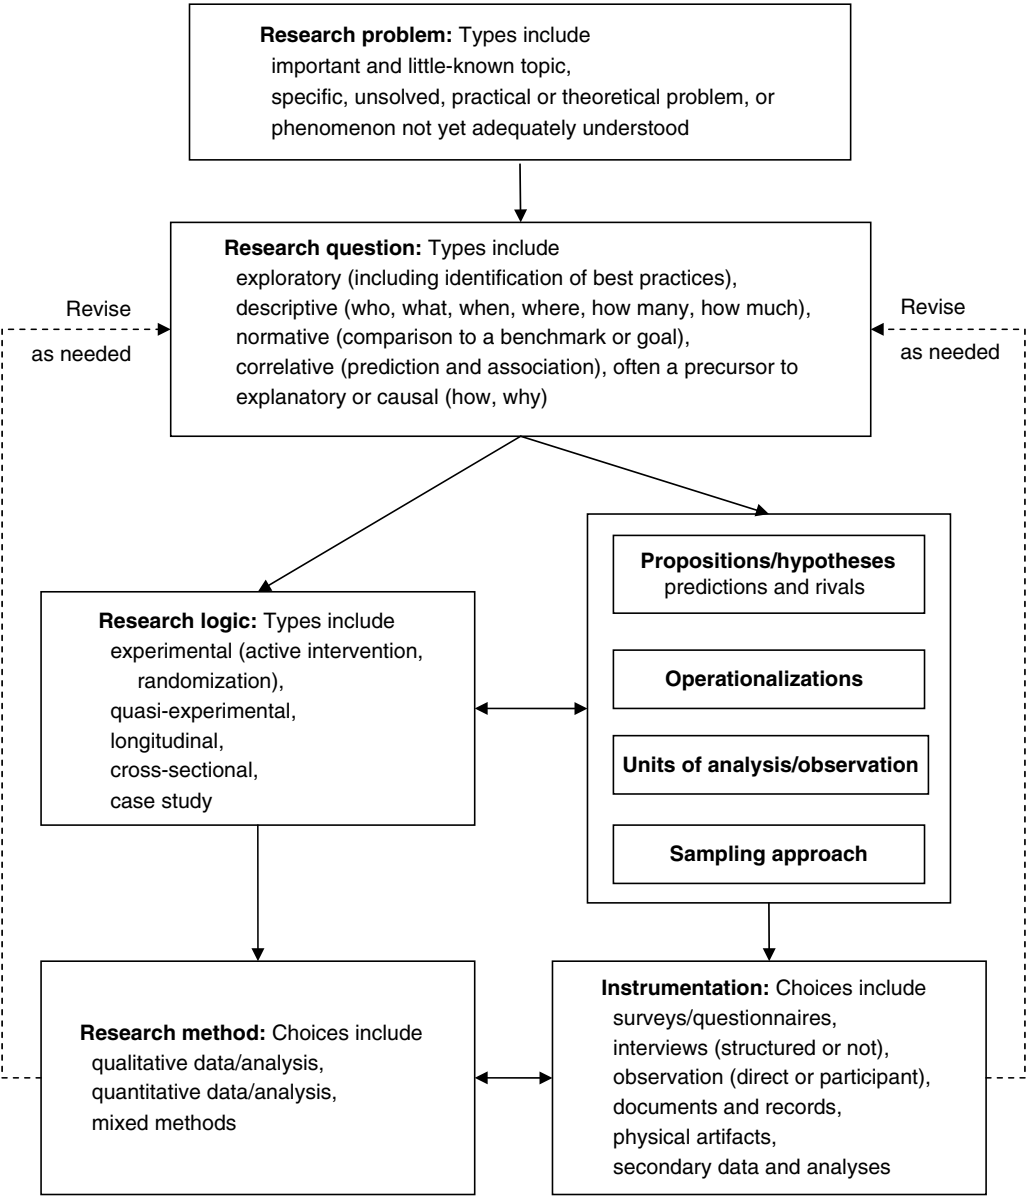 Research problem: Types include
important and little-known topic,
specific, unsolved, practical or theoretical problem, or
phenomenon not yet adequately understood
Research question: Types include
exploratory (including identification of best practices),
descriptive (who, what, when, where, how many, how much),
normative (comparison to a benchmark or goal),
correlative (prediction and association), often a precursor to
explanatory or causal (how, why)
Revise
as needed
Revise
as needed
Research logic: Types include
experimental (active intervention,
randomization),
quasi-experimental,
longitudinal,
cross-sectional,
case study
Propositions/hypotheses
predictions and rivals
Operationalizations
Units of analysis/observation
Sampling approach
Research method: Choices include
qualitative data/analysis,
quantitative data/analysis,
mixed methods
Instrumentation: Choices include
surveys/questionnaires,
interviews (structured or not),
observation (direct or participant),
documents and records,
physical artifacts,
secondary data and analyses